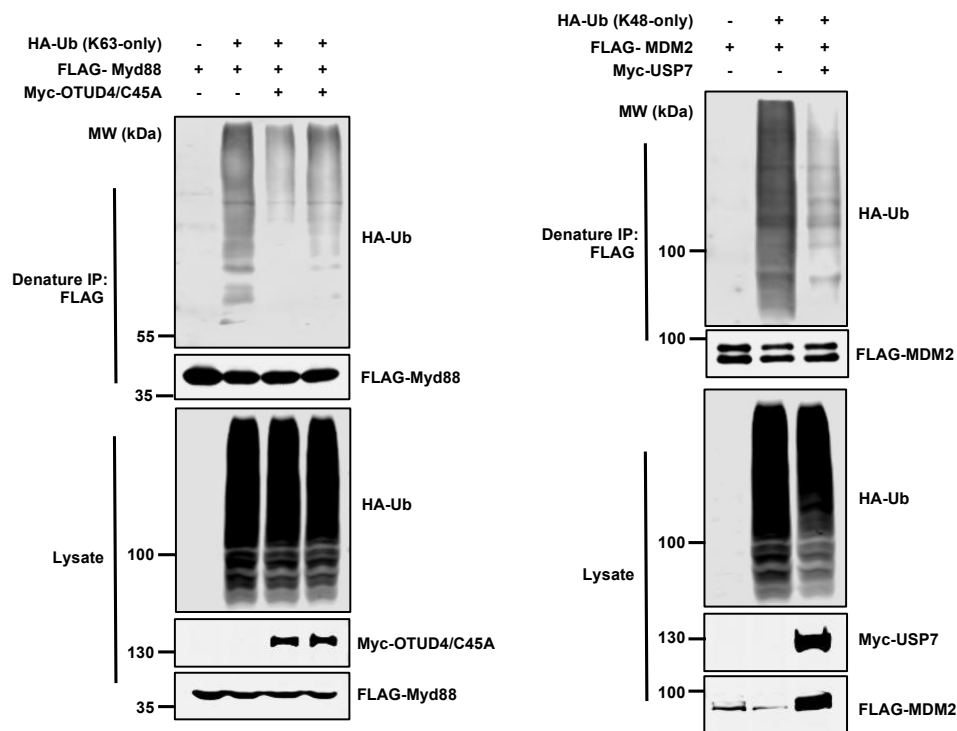 HA-Ub (K63-only) - + + +
FLAG- Myd88 + + + +
Myc-OTUD4/C45A - - + +
MW (kDa)
HA-Ub
Denature IP:
FLAG
55
FLAG-Myd88
35
HA-Ub
Lysate
100
Myc-OTUD4/C45A
130
FLAG-Myd88
35
HA-Ub (K48-only) - + +
FLAG- MDM2 + + +
Myc-USP7 - - +
MW (kDa)
HA-Ub
Denature IP:
FLAG
100
100
FLAG-MDM2
HA-Ub
100
Lysate
130
Myc-USP7
100
FLAG-MDM2